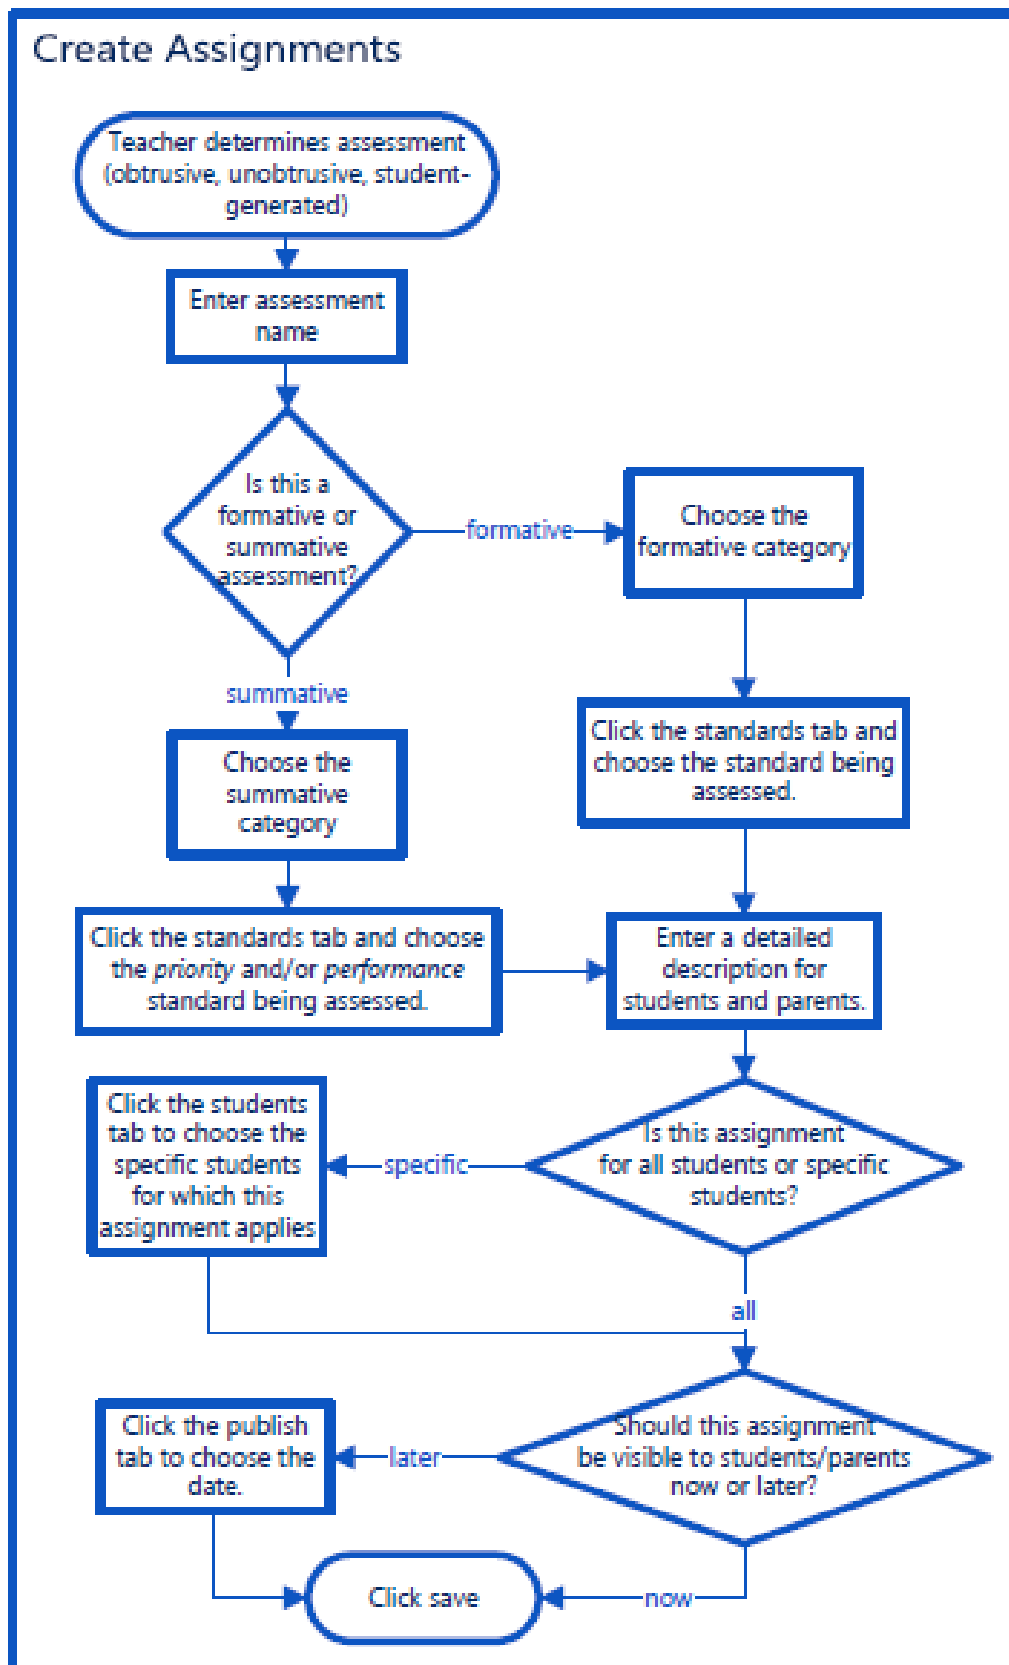 Create Assignments
Teacher determines assessment
(obtrusive, unobtrusive, student-
generated)
Enter assessment
name
Is this a
formative or
summative
assessment?
formative
Choose the
formative category
summative
Choose the
summative
category
Click the standards tab and
choose the standard being
assessed.
Click the standards tab and choose
the priority and/or performance
standard being assessed.
Enter a detailed
description for
students and parents.
Is this assignment
for all students or specific
students?
specific
Click the students
tab to choose the
specific students
for which this
assignment applies
all
Should this assignment
be visible to students/parents
now or later?
later
Click the publish
tab to choose the
date.
now
Click save